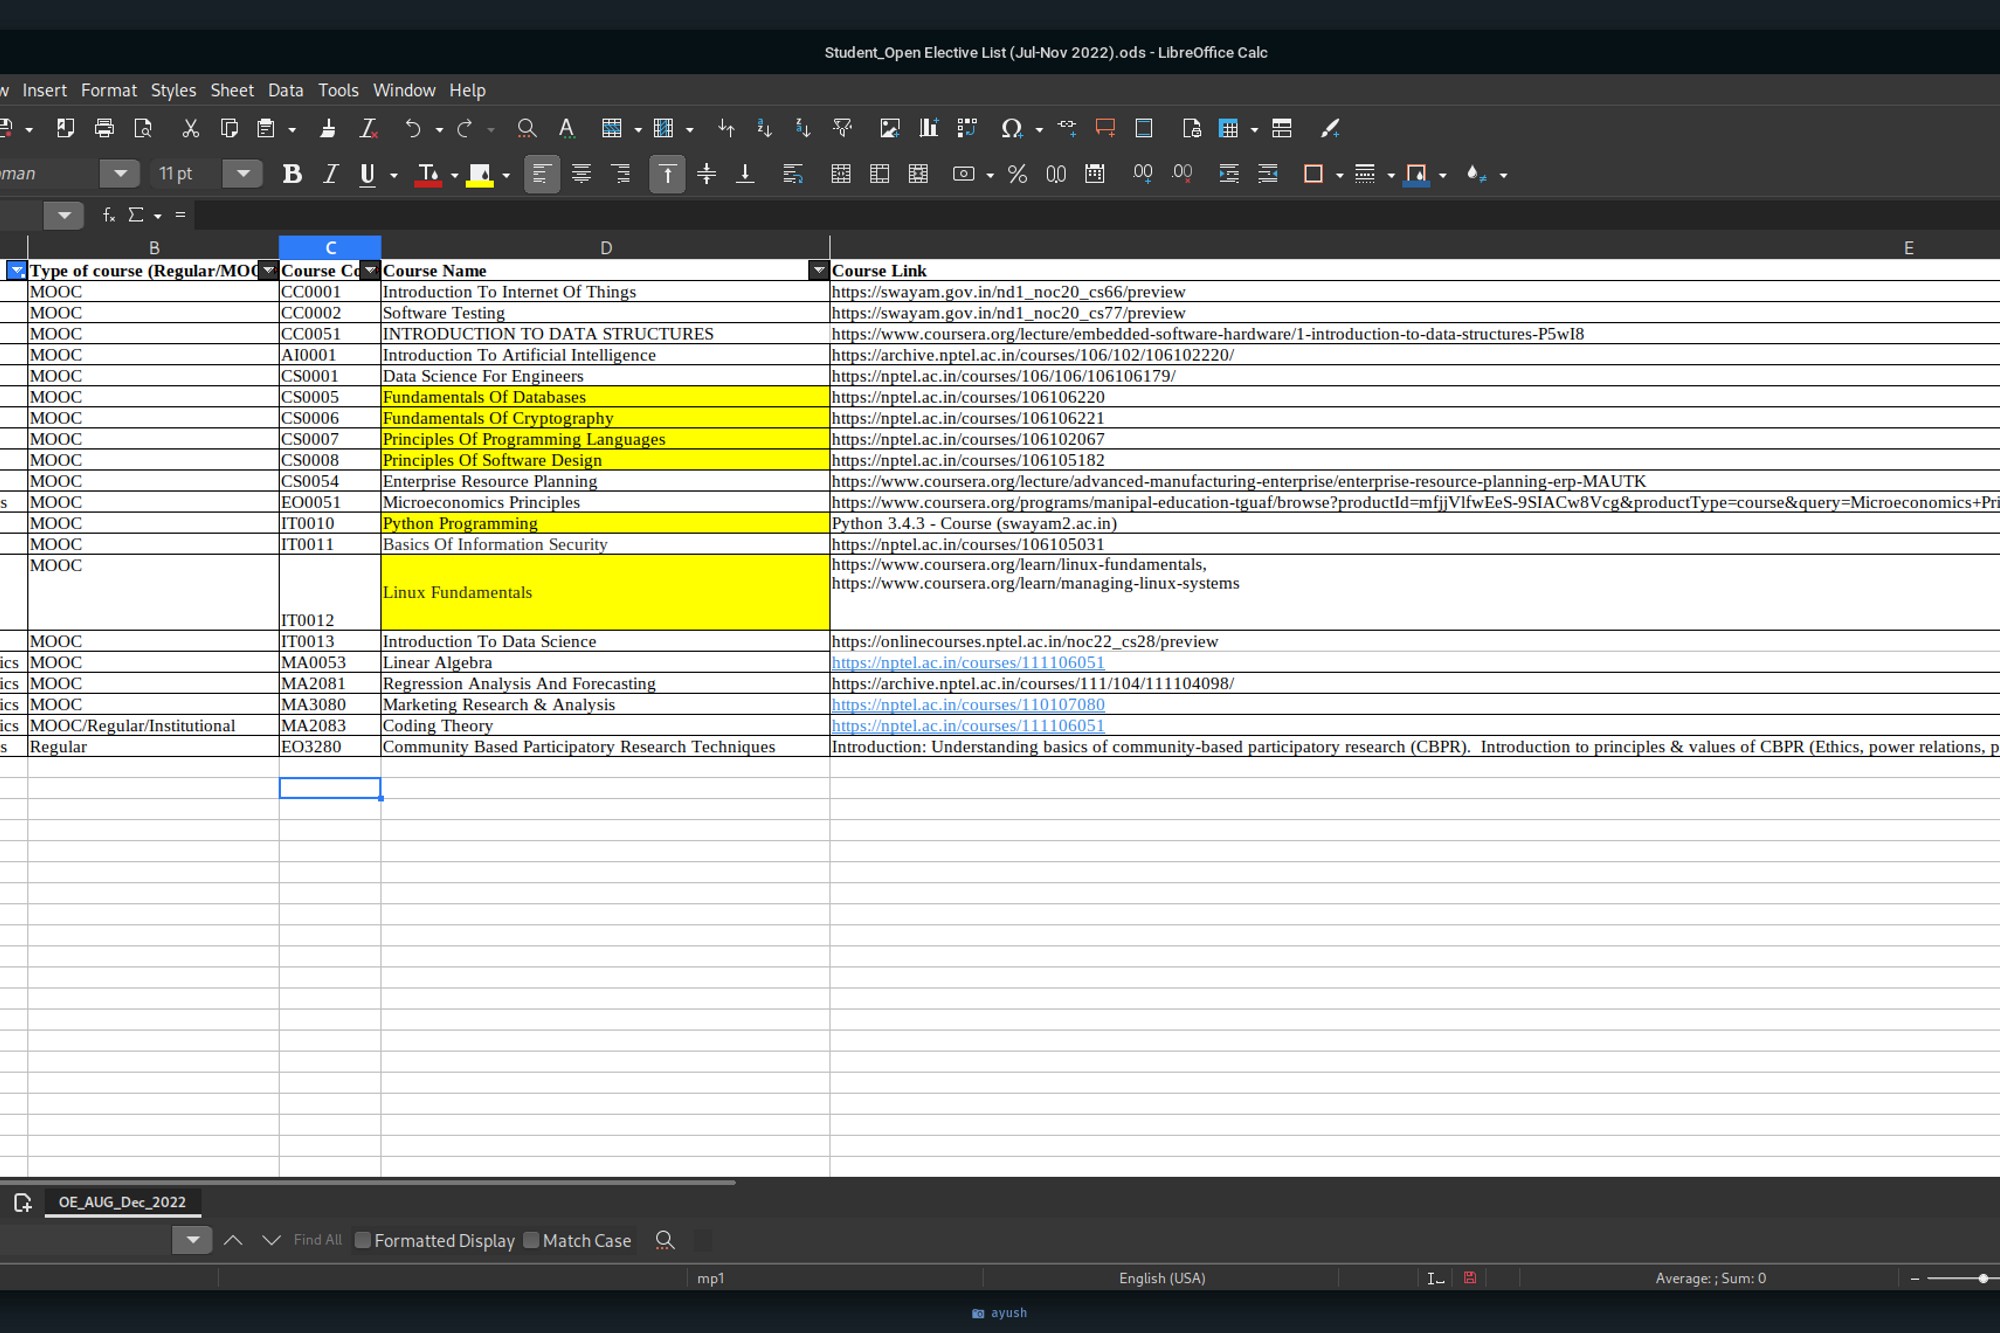 Student_Open Elective List (Jul-Nov 2022).ods - LibreOffice Calc
w Insert Format Styles Sheet Data Tools Window Help
man 11 pt
=
B C D E
Type of course (Regular/MOO Course Co Course Name Course Link
MOOC CC0001 Introduction To Internet Of Things https://swayam.gov.in/nd1_noc20_cs66/preview
MOOC CC0002 Software Testing https://swayam.gov.in/nd1_noc20_cs77/preview
MOOC CC0051 INTRODUCTION TO DATA STRUCTURES https://www.coursera.org/lecture/embedded-software-hardware/1-introduction-to-data-structures-P5wI8
MOOC AI0001 Introduction To Artificial Intelligence https://archive.nptel.ac.in/courses/106/102/106102220/
MOOC CS0001 Data Science For Engineers https://nptel.ac.in/courses/106/106/106106179/
MOOC CS0005 Fundamentals Of Databases https://nptel.ac.in/courses/106106220
MOOC CS0006 Fundamentals Of Cryptography https://nptel.ac.in/courses/106106221
MOOC CS0007 Principles Of Programming Languages https://nptel.ac.in/courses/106102067
MOOC CS0008 Principles Of Software Design https://nptel.ac.in/courses/106105182
MOOC CS0054 Enterprise Resource Planning https://www.coursera.org/lecture/advanced-manufacturing-enterprise/enterprise-resource-planning-erp-MAUTK
s MOOC EO0051 Microeconomics Principles https://www.coursera.org/programs/manipal-education-tguaf/browse?productId=mfjjVlfwEeS-9SIACw8Vcg&productType=course&query=Microeconomics+Pri
MOOC IT0010 Python Programming Python 3.4.3 - Course (swayam2.ac.in)
MOOC IT0011 Basics Of Information Security https://nptel.ac.in/courses/106105031
MOOC IT0012 Linux Fundamentals https://www.coursera.org/learn/linux-fundamentals,
https://www.coursera.org/learn/managing-linux-systems
MOOC IT0013 Introduction To Data Science https://onlinecourses.nptel.ac.in/noc22_cs28/preview
ics MOOC MA0053 Linear Algebra https://nptel.ac.in/courses/111106051
ics MOOC MA2081 Regression Analysis And Forecasting https://archive.nptel.ac.in/courses/111/104/111104098/
ics MOOC MA3080 Marketing Research & Analysis https://nptel.ac.in/courses/110107080
ics MOOC/Regular/Institutional MA2083 Coding Theory https://nptel.ac.in/courses/111106051
s Regular EO3280 Community Based Participatory Research Techniques Introduction: Understanding basics of community-based participatory research (CBPR). Introduction to principles & values of CBPR (Ethics, power relations, p
OE_AUG_Dec_2022
Find All Formatted Display Match Case
mp1 English (USA) Average: ; Sum: 0
ayush